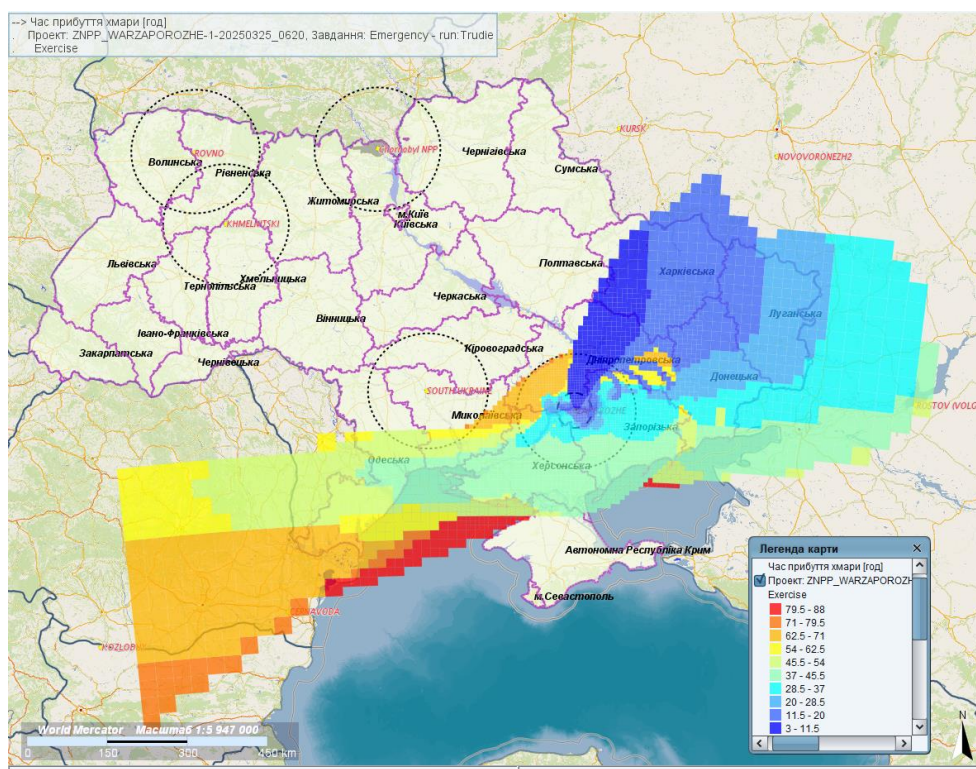 --> Час прибуття хмари [год]
Проект: ZNPP_WARZAPOROZHE-1-20250325_0620, Завдання: Emergency - run:Trudie
Exercise
KURSK
NOVOVORONEZH2
Chernobyl NPP
ROVNO
Волинська
Рівненська
Чернігівська
Сумська
Житомирська
м.Київ
Київська
KHMELNITSKI
Львівська
Тернопільська
Хмельницька
Полтавська
Харківська
Черкаська
Вінницька
Луганська
Івано-Франківська
Закарпатська
Чернівецька
Кіровоградська
Дніпропетровська
Донецька
SOUTH UKRAINE
Миколаївська
Запорізька
ROSTOV (VOLG
Одеська
Херсонська
Автономна Республіка Крим
м.Севастополь
CERNAVODA
KOZLODUY
Легенда карти
Час прибуття хмари [год]
Проект: ZNPP_WARZAPOROZH
Exercise
79.5 - 88
71 - 79.5
62.5 - 71
54 - 62.5
45.5 - 54
37 - 45.5
28.5 - 37
20 - 28.5
11.5 - 20
3 - 11.5
World Mercator Масштаб 1:5 947 000
0 150 300 450 km
N